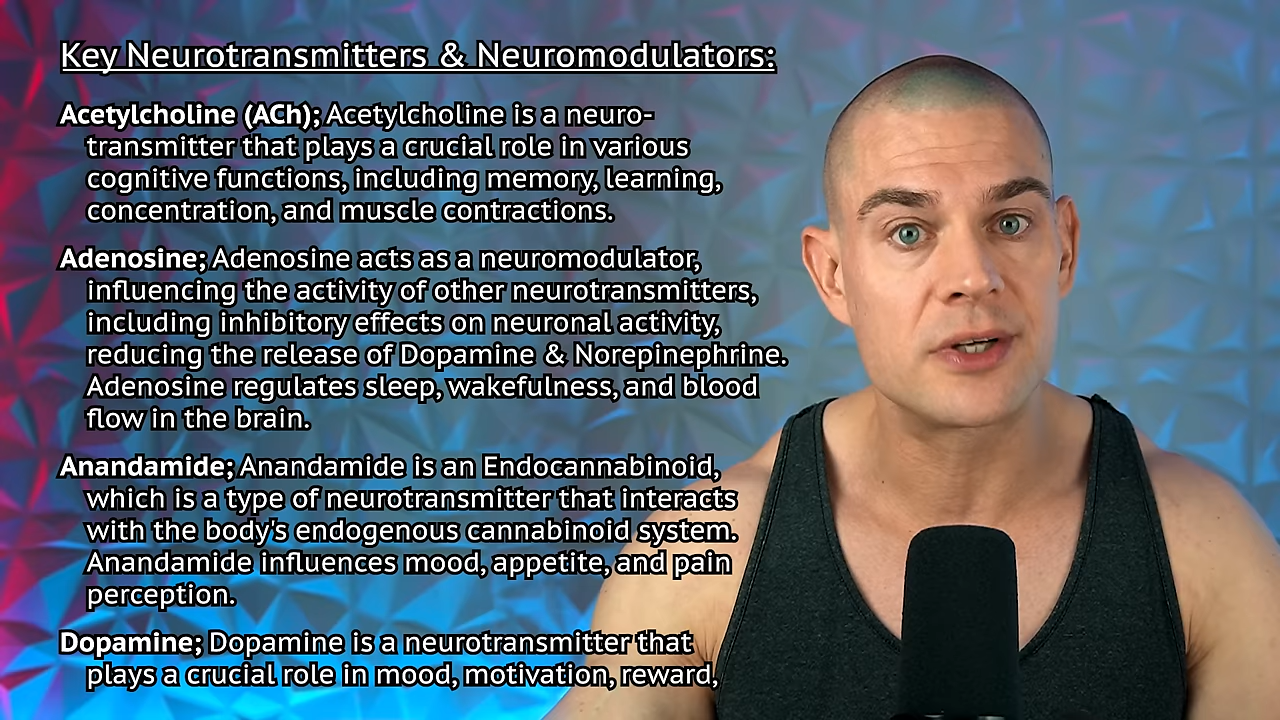 Key Neurotransmitters & Neuromodulators:
Acetylcholine (ACh); Acetylcholine is a neuro-
transmitter that plays a crucial role in various
cognitive functions, including memory, learning,
concentration, and muscle contractions.
Adenosine; Adenosine acts as a neuromodulator,
influencing the activity of other neurotransmitters,
including inhibitory effects on neuronal activity,
reducing the release of Dopamine & Norepinephrine.
Adenosine regulates sleep, wakefulness, and blood
flow in the brain.
Anandamide; Anandamide is an Endocannabinoid,
which is a type of neurotransmitter that interacts
with the body's endogenous cannabinoid system.
Anandamide influences mood, appetite, and pain
perception.
Dopamine; Dopamine is a neurotransmitter that
plays a crucial role in mood, motivation, reward,